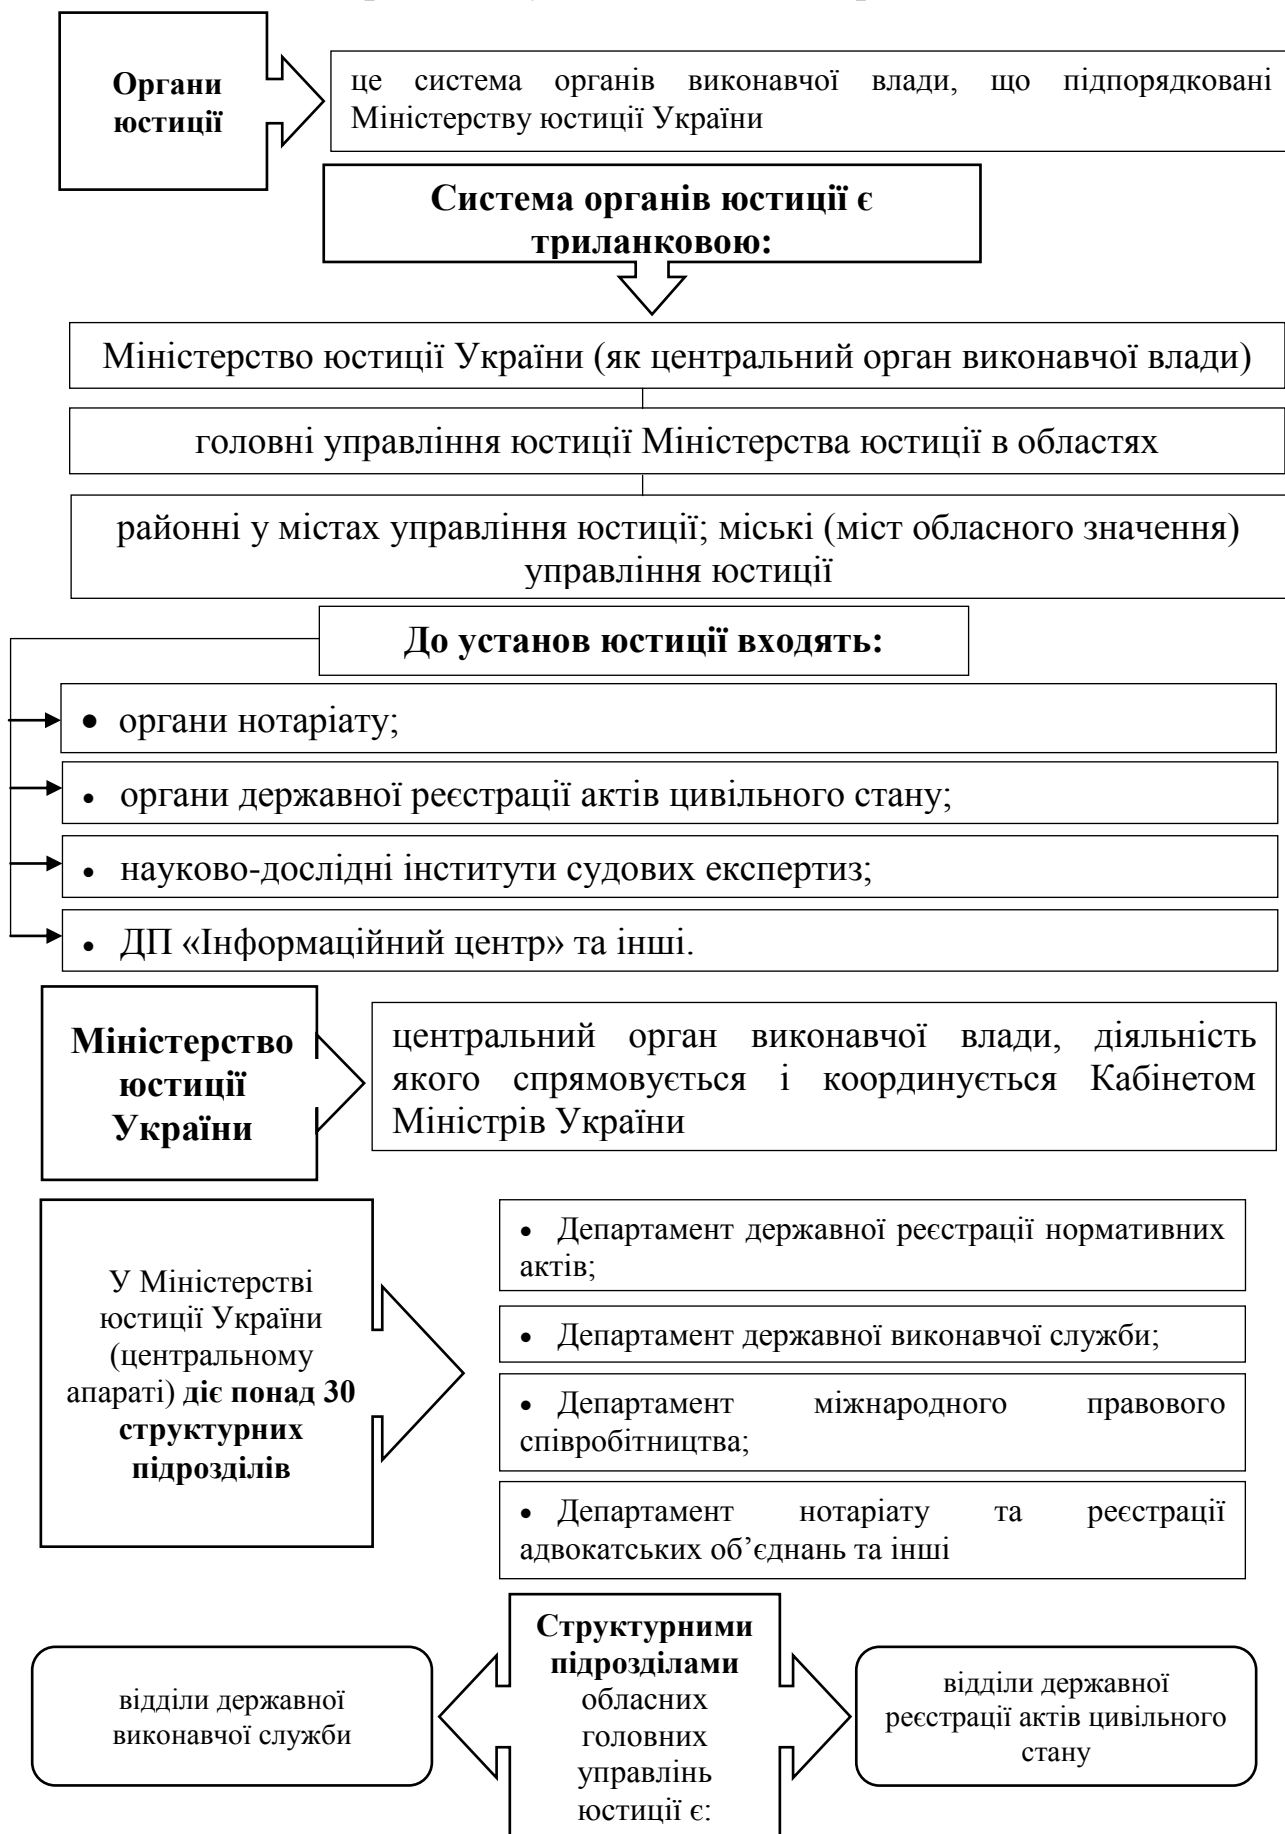 Органи
юстиції
це система органів виконавчої влади, що підпорядковані
Міністерству юстиції України
Система органів юстиції є
триланковою:
Міністерство юстиції України (як центральний орган виконавчої влади)
головні управління юстиції Міністерства юстиції в областях
районні у містах управління юстиції; міські (міст обласного значення)
управління юстиції
До установ юстиції входять:
• органи нотаріату;
• органи державної реєстрації актів цивільного стану;
• науково-дослідні інститути судових експертиз;
• ДП «Інформаційний центр» та інші.
Міністерство
юстиції
України
центральний орган виконавчої влади, діяльність
якого спрямовується і координується Кабінетом
Міністрів України
У Міністерстві
юстиції України
(центральному
апараті) діє понад 30
структурних
підрозділів
• Департамент державної реєстрації нормативних
актів;
• Департамент державної виконавчої служби;
• Департамент міжнародного правового
співробітництва;
• Департамент нотаріату та реєстрації
адвокатських об’єднань та інші
Структурними
підрозділами
обласних
головних
управлінь
юстиції є:
відділи державної
виконавчої служби
відділи державної
реєстрації актів цивільного
стану